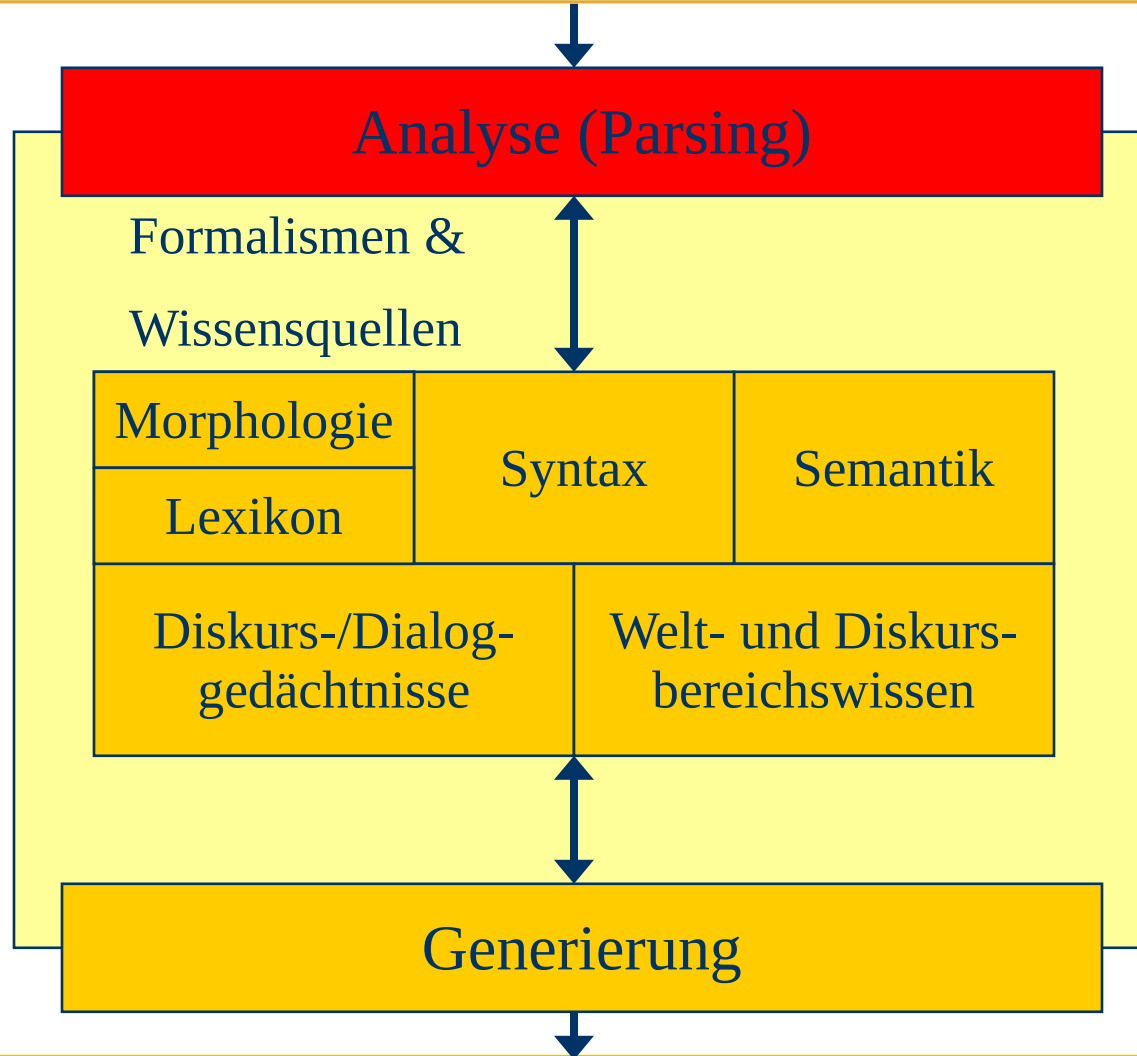 Analyse (Parsing)
Formalismen &
Wissensquellen
Morphologie
Lexikon
Syntax
Semantik
Diskurs-/Dialog-
gedächtnisse
Welt- und Diskurs-
bereichswissen
Generierung